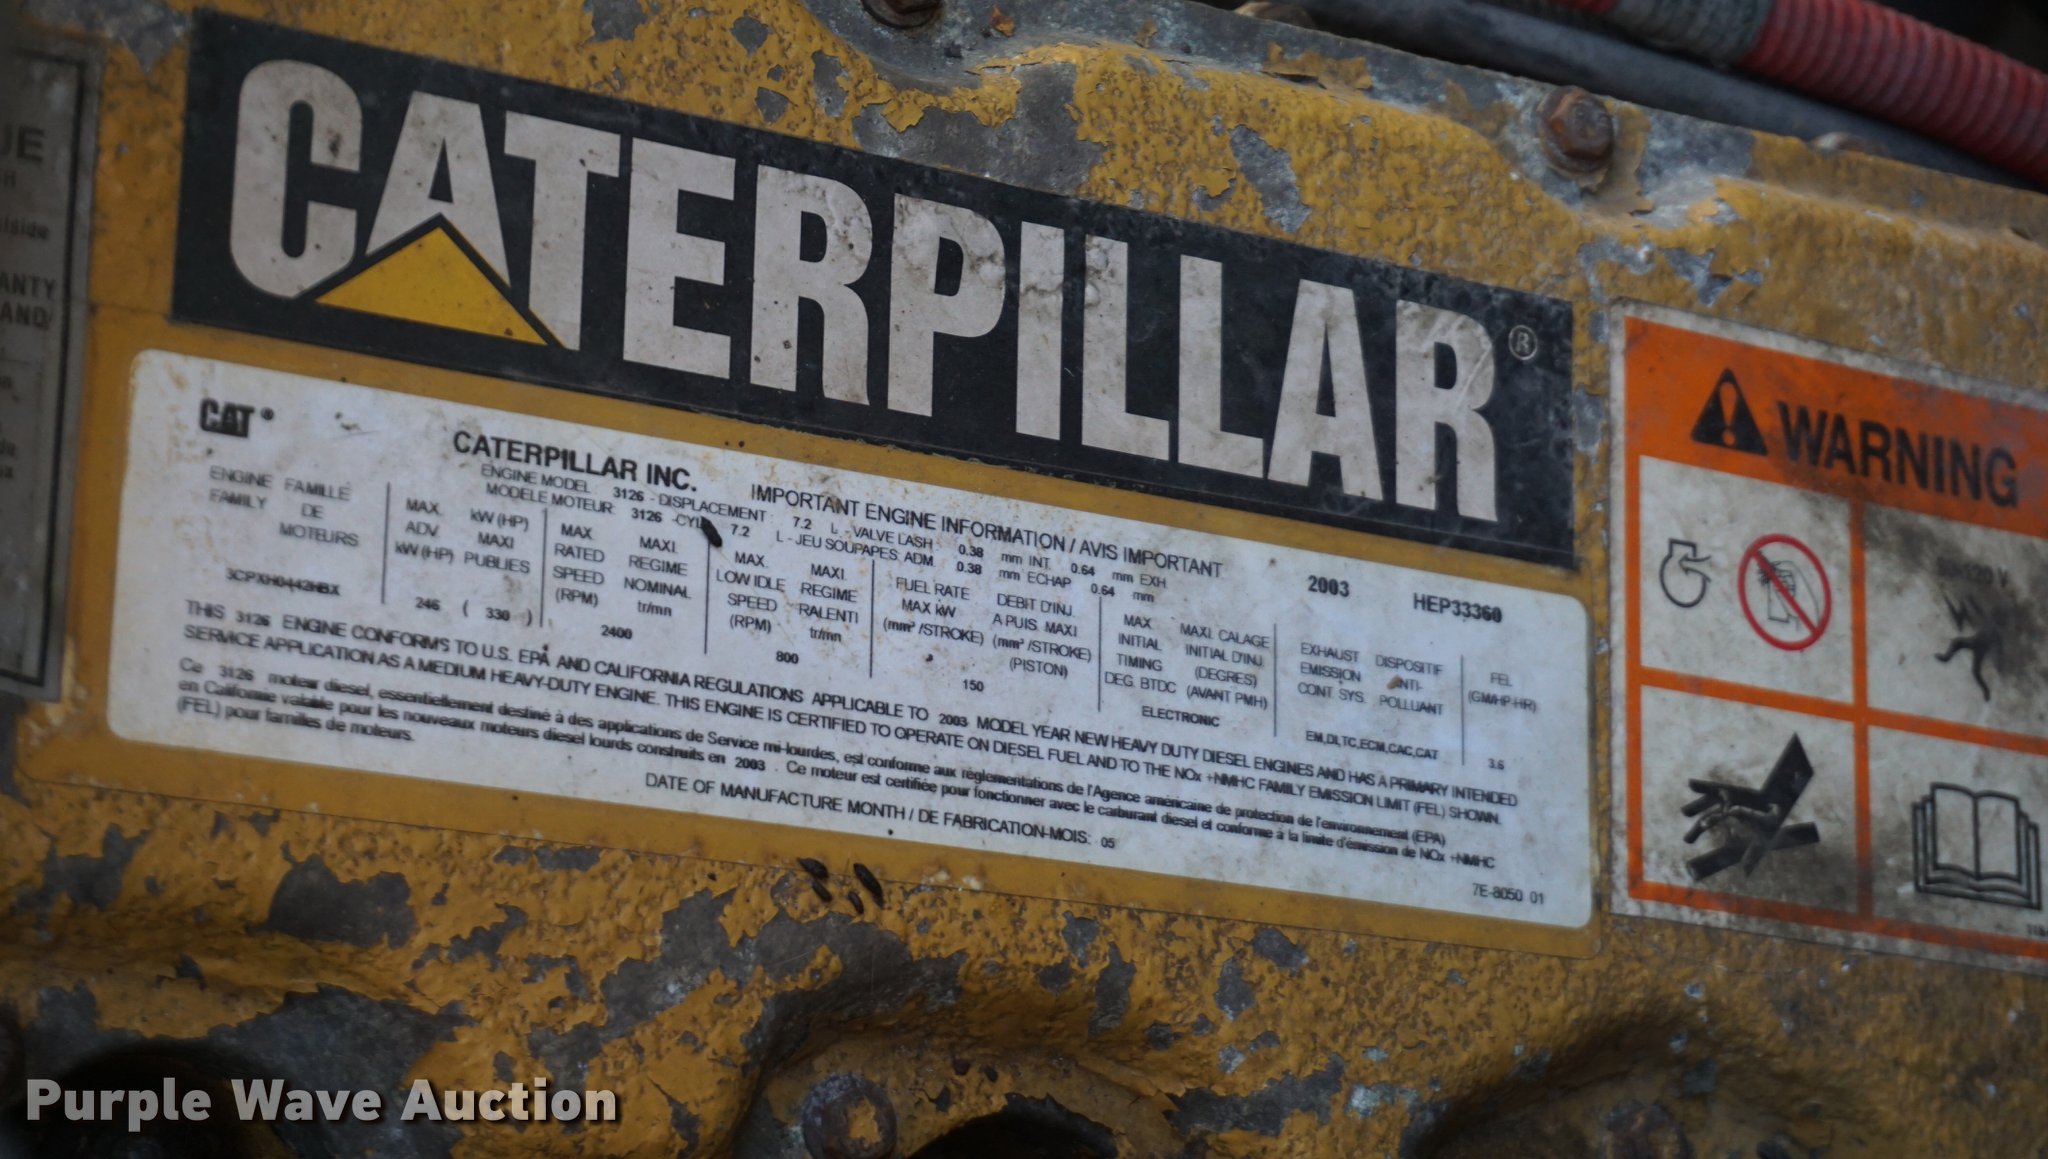 CATERPILLAR®
CAT®
CATERPILLAR INC.
IMPORTANT ENGINE INFORMATION / AVIS IMPORTANT
2003
HEP33360
ENGINE MODEL 3126 - DISPLACEMENT : 7.2 L - VALVE LASH 0.38 mm INT. 0.64 mm EXH.
MODELE MOTEUR: 3126 -CYL 7.2 L - JEU SOUPAPES: ADM. 0.38 mm ECHAP 0.64 mm
ENGINE FAMILLE
FAMILY DE
MOTEURS
3CPXH0442HBX
MAX. kW (HP)
ADV. MAXI
kW (HP) PUBLIES
246 ( 330 )
MAX. MAXI.
RATED REGIME
SPEED NOMINAL
(RPM) tr/mn
2400
MAX. MAXI.
LOW IDLE REGIME
SPEED RALENTI
(RPM) tr/mn
800
FUEL RATE DEBIT D'INJ.
MAX kW A PUIS. MAXI
(mm³ /STROKE) (mm³ /STROKE)
(PISTON)
150
MAX. MAXI. CALAGE
INITIAL INITIAL D'INJ.
TIMING (DEGRES)
DEG. BTDC (AVANT PMH)
ELECTRONIC
EXHAUST DISPOSITIF
EMISSION ANTI-
CONT. SYS. POLLUANT
EM,DI,TC,ECM,CAC,CAT
FEL
(GM/HP-HR)
3.6
THIS 3126 ENGINE CONFORMS TO U.S. EPA AND CALIFORNIA REGULATIONS APPLICABLE TO 2003 MODEL YEAR NEW HEAVY DUTY DIESEL ENGINES AND HAS A PRIMARY INTENDED
SERVICE APPLICATION AS A MEDIUM HEAVY-DUTY ENGINE. THIS ENGINE IS CERTIFIED TO OPERATE ON DIESEL FUEL AND TO THE NOx +NMHC FAMILY EMISSION LIMIT (FEL) SHOWN.
Ce 3126 moteur diesel, essentiellement destiné à des applications de Service mi-lourdes, est conforme aux réglementations de l'Agence américaine de protection de l'environnement (EPA)
en Californie valable pour les nouveaux moteurs diesel lourds construits en 2003 . Ce moteur est certifiée pour fonctionner avec le carburant diesel et conforme à la limite d'émission de NOx +NMHC
(FEL) pour familles de moteurs.
DATE OF MANUFACTURE MONTH / DE FABRICATION-MOIS: 05
7E-8050 01
WARNING
Purple Wave Auction